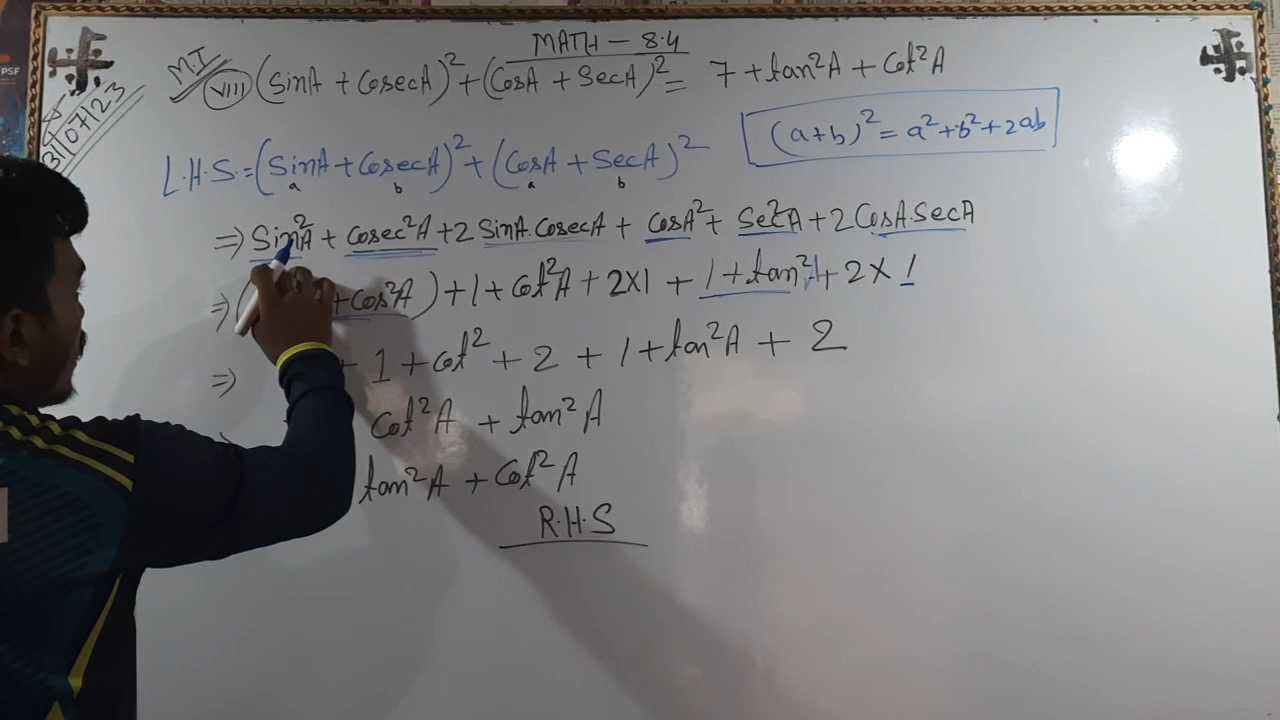 MATH – 8.4
PSF
MI
31/07/23
(VIII) (SinA + CosecA)² + (CosA + SecA)² = 7 + tan²A + Cot²A
L.H.S. = (SinA + CosecA)² + (CosA + SecA)²
(a+b)² = a² + b² + 2ab
a b a b
⇒ Sin²A + Cosec²A + 2 SinA.CosecA + CosA² + Sec²A + 2 CosA.SecA
⇒ ( + Cos²A ) + 1 + Cot²A + 2×1 + 1 + tan²A + 2 × 1
⇒ + 1 + cot² + 2 + 1 + tan²A + 2
Cot²A + tan²A
tan²A + Cot²A
R.H.S